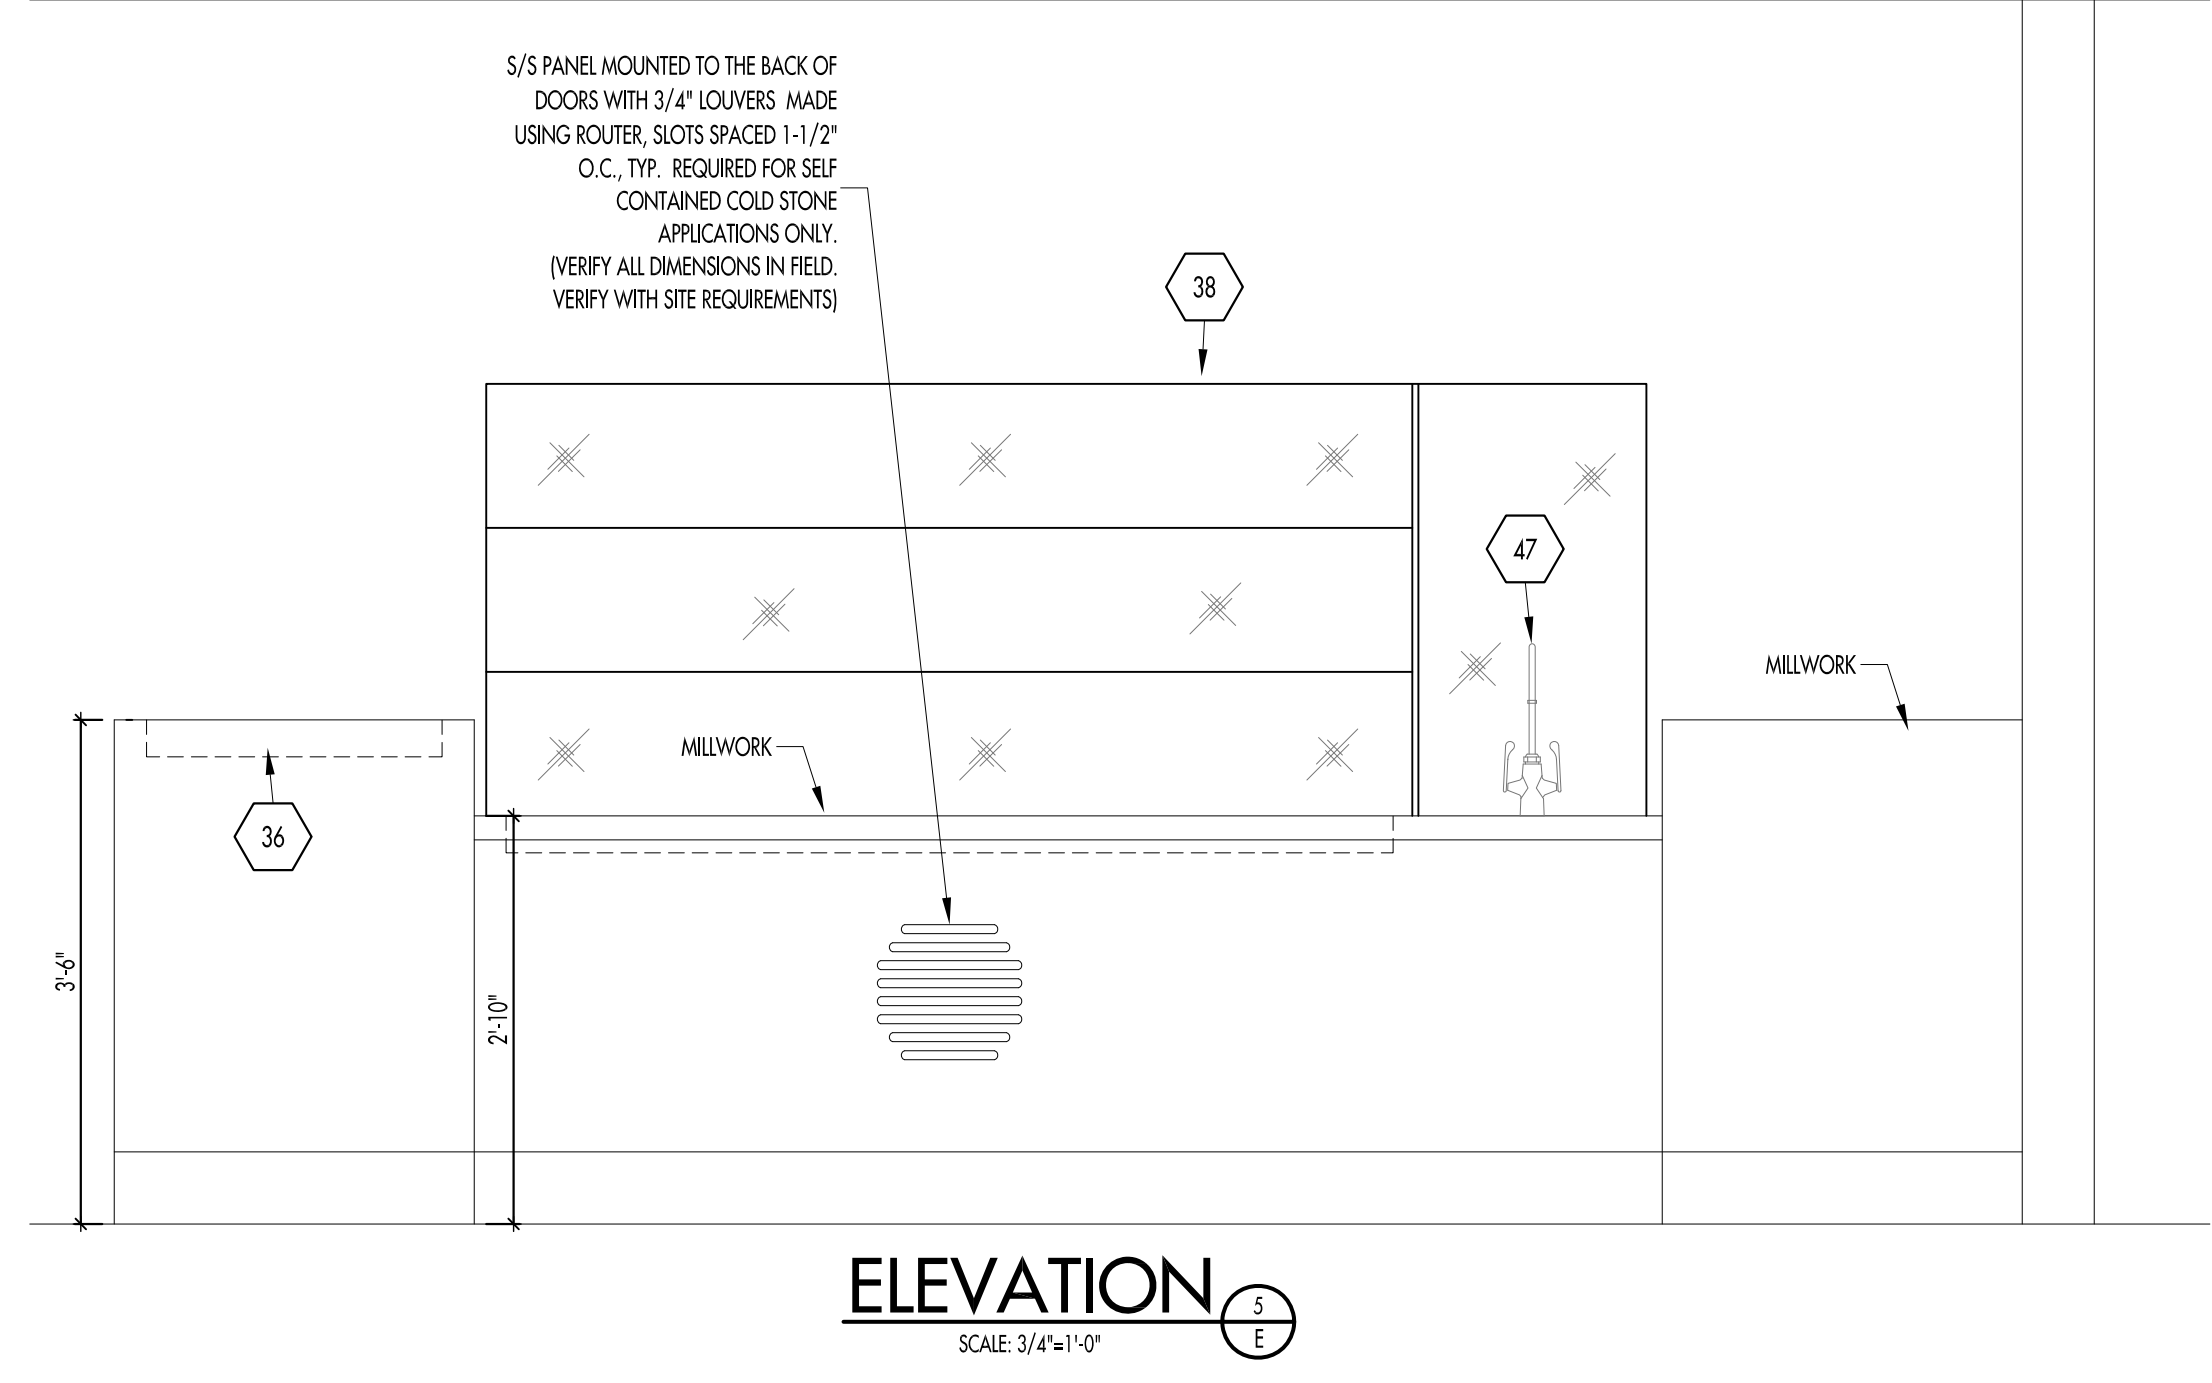 S/S PANEL MOUNTED TO THE BACK OF
DOORS WITH 3/4" LOUVERS MADE
USING ROUTER, SLOTS SPACED 1-1/2"
O.C., TYP. REQUIRED FOR SELF
CONTAINED COLD STONE
APPLICATIONS ONLY.
(VERIFY ALL DIMENSIONS IN FIELD.
VERIFY WITH SITE REQUIREMENTS)
38
47
MILLWORK
MILLWORK
36
3'-6"
2'-10"
ELEVATION
5
E
SCALE: 3/4"=1'-0"